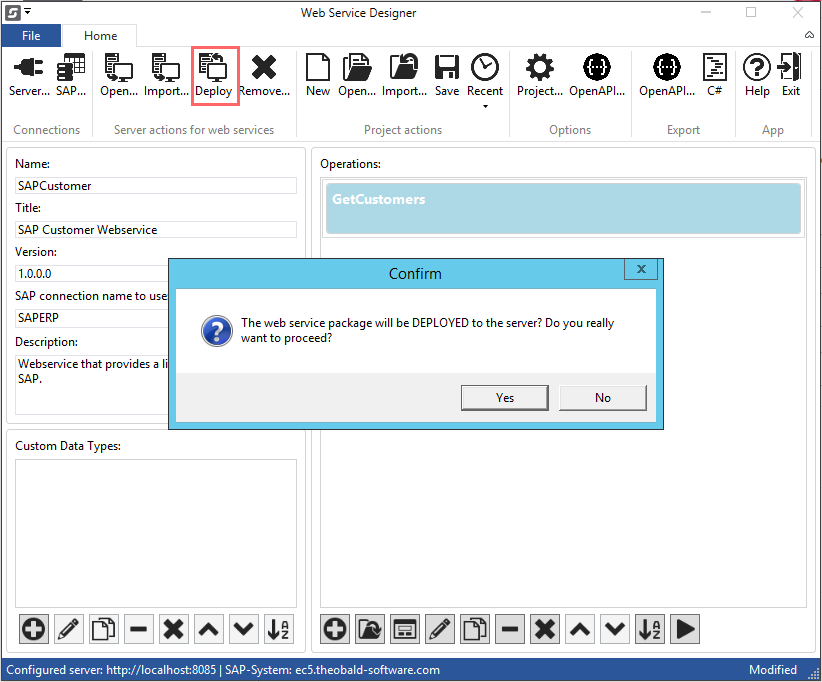 Web Service Designer
File
Home
Server... SAP... Open... Import... Deploy Remove... New Open... Import... Save Recent Project... OpenAPI... OpenAPI... C# Help Exit
Connections Server actions for web services Project actions Options Export App
Name:
SAPCustomer
Title:
SAP Customer Webservice
Version:
1.0.0.0
SAP connection name to use
SAPERP
Description:
Webservice that provides a li
SAP.
Operations:
GetCustomers
Confirm
X
The web service package will be DEPLOYED to the server? Do you really
want to proceed?
Yes No
Custom Data Types:
Configured server: http://localhost:8085 | SAP-System: ec5.theobald-software.com Modified